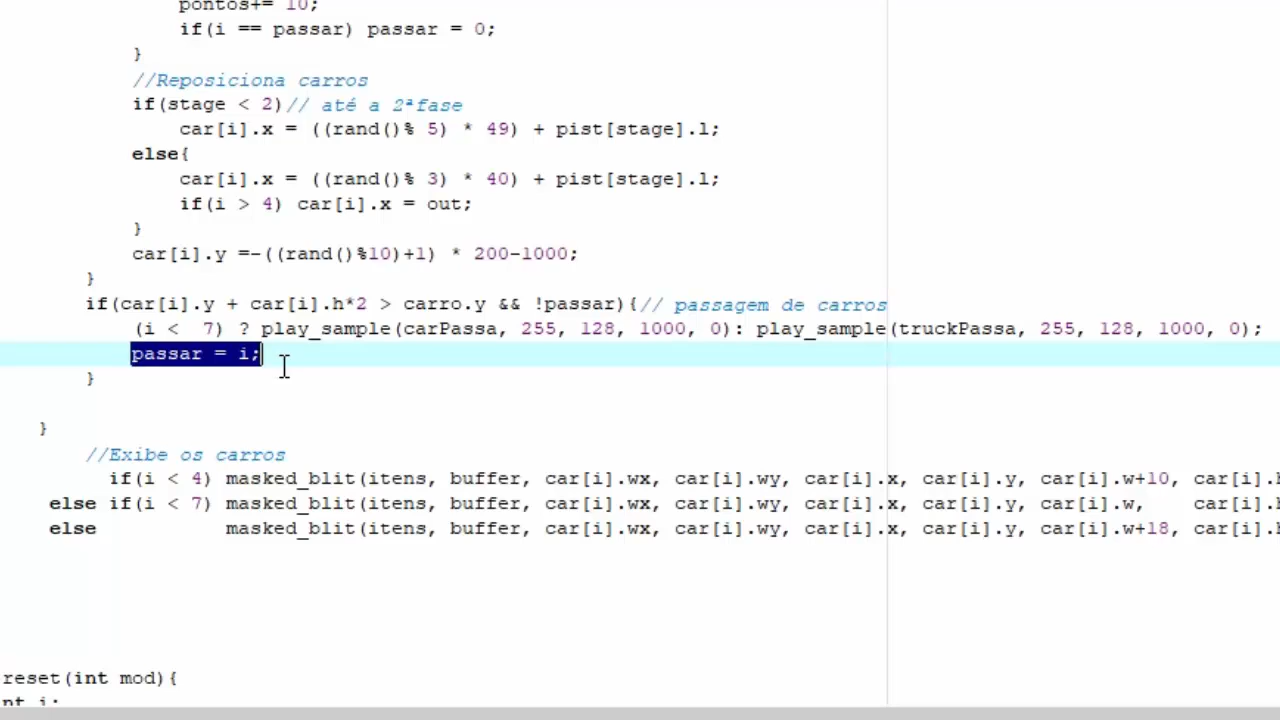 pontos+= 10;
if(i == passar) passar = 0;
}
//Reposiciona carros
if(stage < 2)// até a 2ªfase
car[i].x = ((rand()% 5) * 49) + pist[stage].l;
else{
car[i].x = ((rand()% 3) * 40) + pist[stage].l;
if(i > 4) car[i].x = out;
}
car[i].y =-((rand()%10)+1) * 200-1000;
}
if(car[i].y + car[i].h*2 > carro.y && !passar){// passagem de carros
(i <  7) ? play_sample(carPassa, 255, 128, 1000, 0): play_sample(truckPassa, 255, 128, 1000, 0);
passar = i;
}
}
//Exibe os carros
if(i < 4) masked_blit(itens, buffer, car[i].wx, car[i].wy, car[i].x, car[i].y, car[i].w+10, car[i].h
else if(i < 7) masked_blit(itens, buffer, car[i].wx, car[i].wy, car[i].x, car[i].y, car[i].w,    car[i].h
else           masked_blit(itens, buffer, car[i].wx, car[i].wy, car[i].x, car[i].y, car[i].w+18, car[i].h
reset(int mod){
nt i;